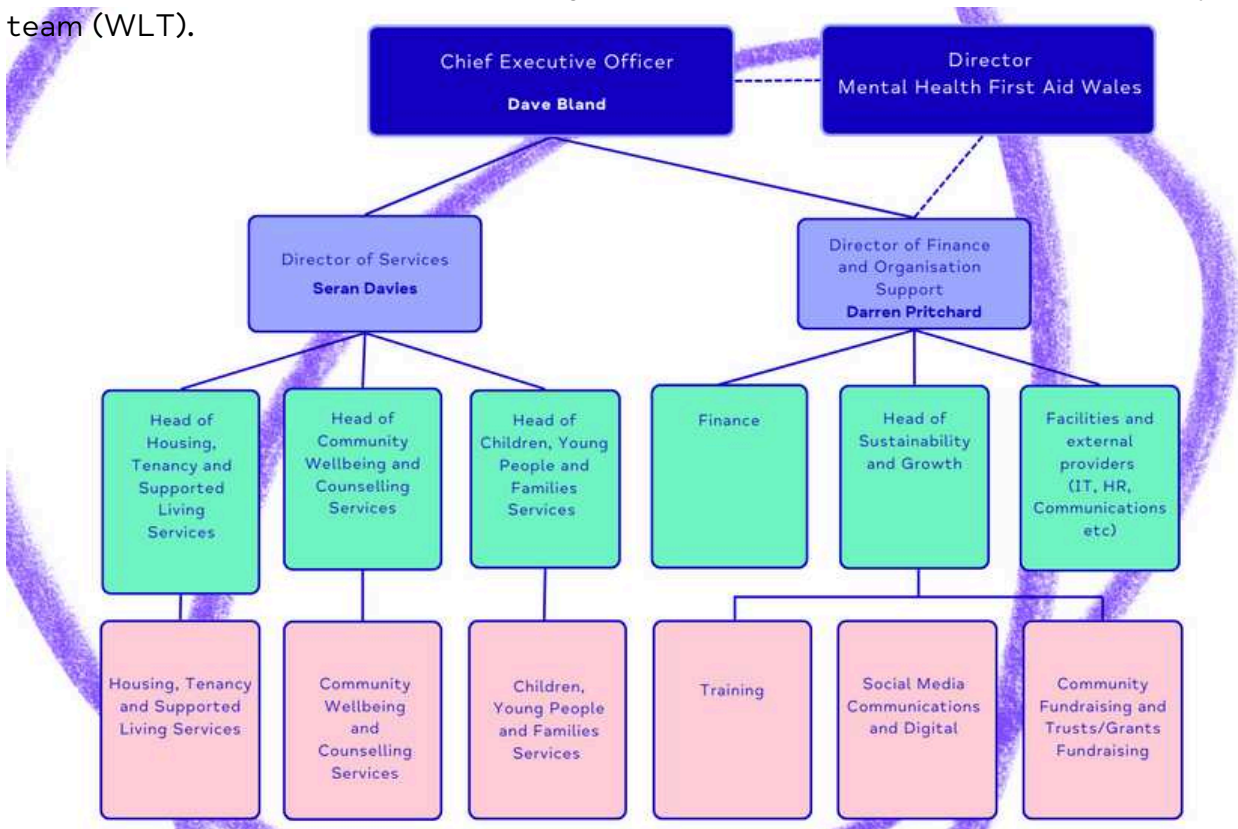 team (WLT).
Chief Executive Officer
Dave Bland
Director
Mental Health First Aid Wales
Director of Services
Seran Davies
Director of Finance
and Organisation
Support
Darren Pritchard
Head of
Housing,
Tenancy and
Supported
Living
Services
Head of
Community
Wellbeing and
Counselling
Services
Head of
Children, Young
People and
Families
Services
Finance
Head of
Sustainability
and Growth
Facilities and
external
providers
(IT, HR,
Communications
etc)
Housing, Tenancy
and Supported
Living Services
Community
Wellbeing
and
Counselling
Services
Children,
Young People
and Families
Services
Training
Social Media
Communications
and Digital
Community
Fundraising and
Trusts/Grants
Fundraising